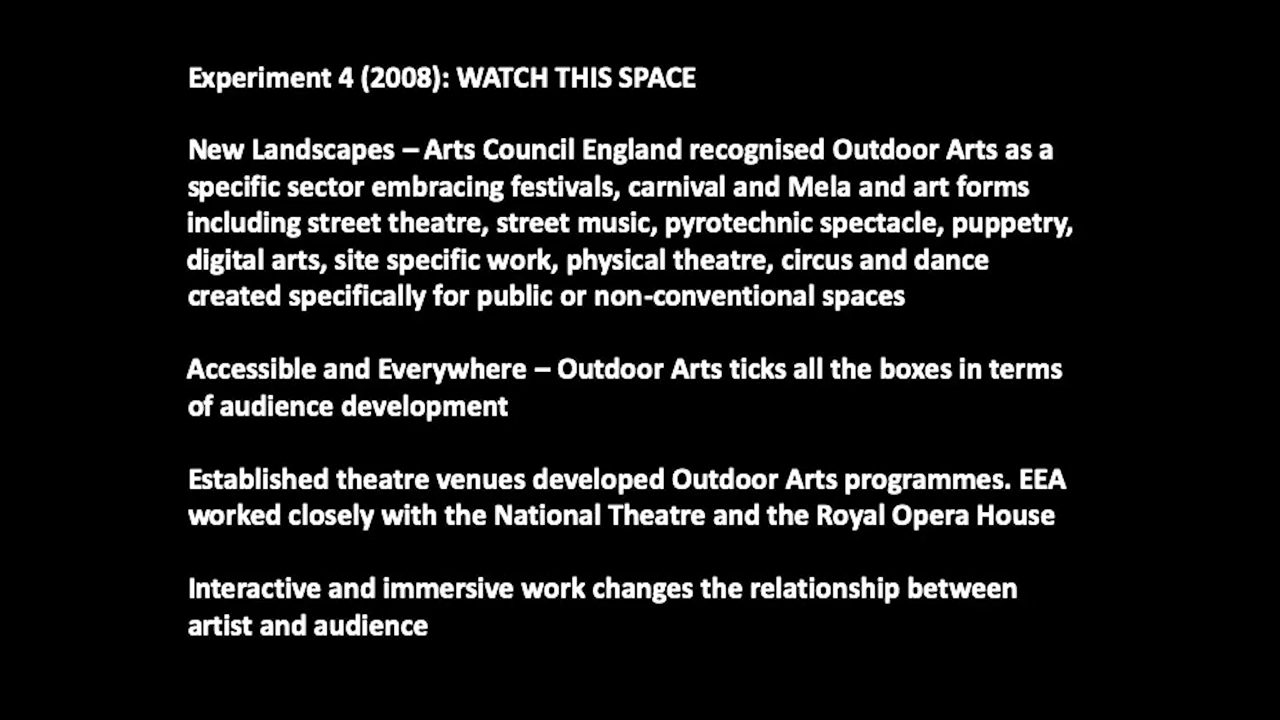 Experiment 4 (2008): WATCH THIS SPACE
New Landscapes – Arts Council England recognised Outdoor Arts as a
specific sector embracing festivals, carnival and Mela and art forms
including street theatre, street music, pyrotechnic spectacle, puppetry,
digital arts, site specific work, physical theatre, circus and dance
created specifically for public or non-conventional spaces
Accessible and Everywhere – Outdoor Arts ticks all the boxes in terms
of audience development
Established theatre venues developed Outdoor Arts programmes. EEA
worked closely with the National Theatre and the Royal Opera House
Interactive and immersive work changes the relationship between
artist and audience